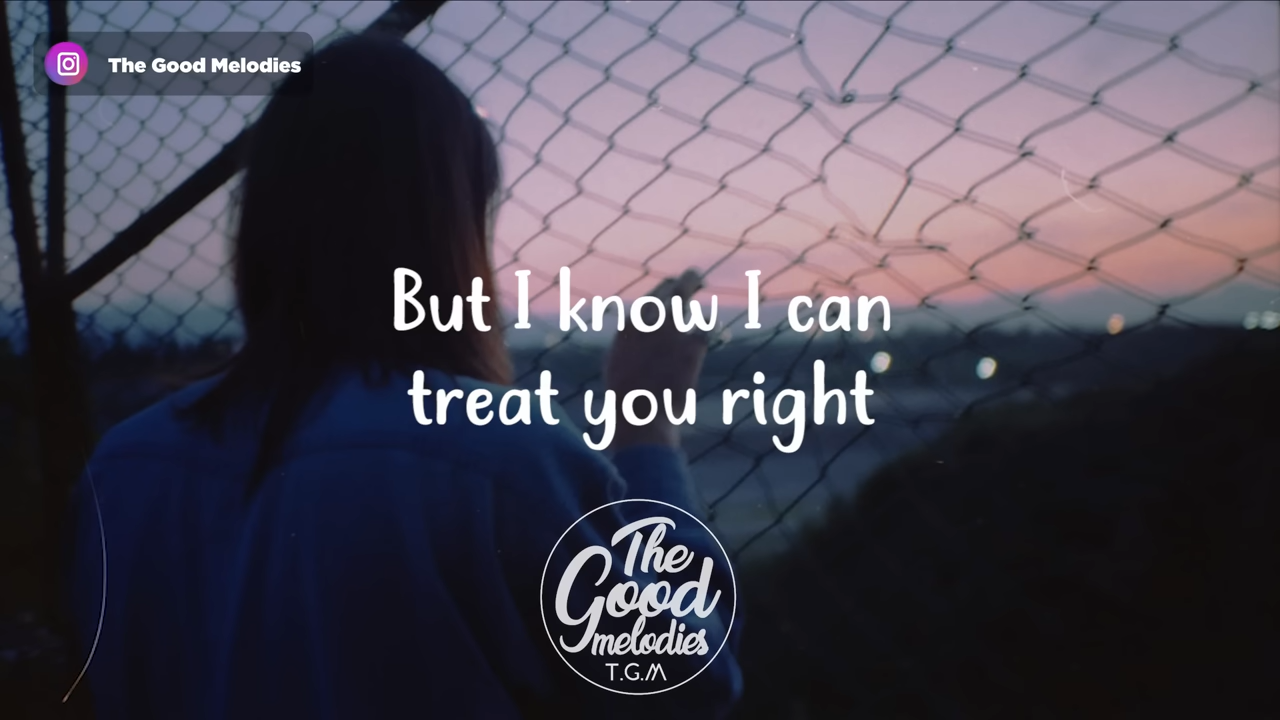 The Good Melodies
But I know I can
treat you right
The
Good
melodies
T.G.M